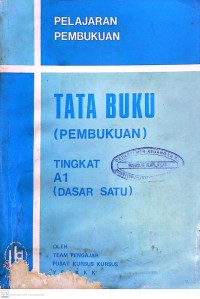 PELAJARAN
PEMBUKUAN
TATA BUKU
(PEMBUKUAN)
TINGKAT
A1
(DASAR SATU)
OLEH
TEAM PENGAJAR
PUSAT KURSUS KURSUS